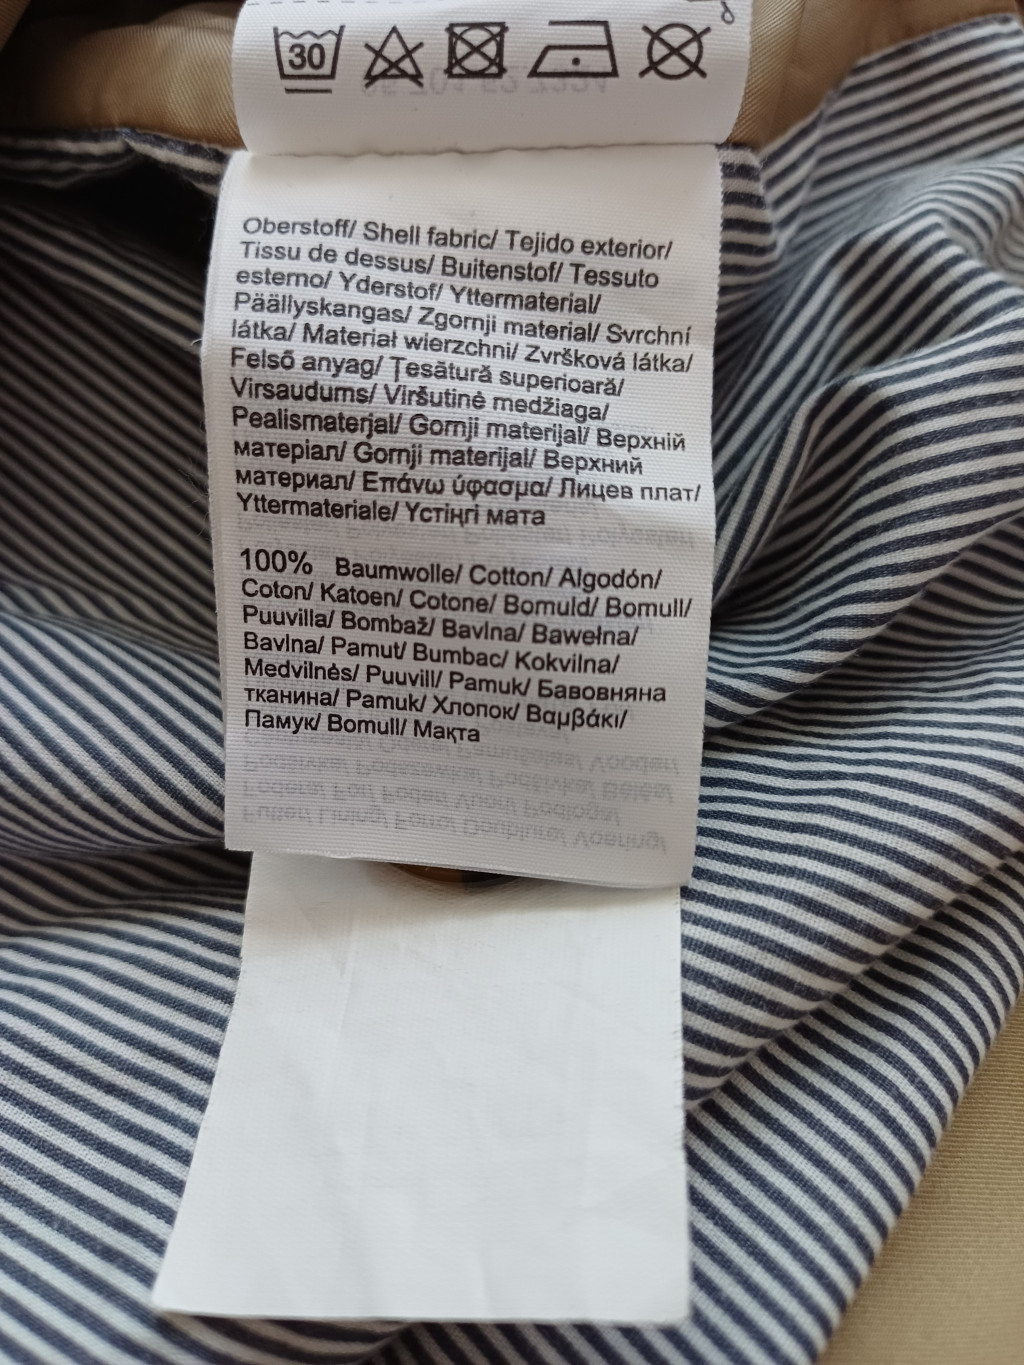 30
Oberstoff/ Shell fabric/ Tejido exterior/
Tissu de dessus/ Buitenstof/ Tessuto
esterno/ Yderstof/ Yttermaterial/
Päällyskangas/ Zgornji material/ Svrchní
látka/ Materiał wierzchni/ Zvršková látka/
Felső anyag/ Ţesătură superioară/
Virsaudums/ Viršutinė medžiaga/
Pealismaterjal/ Gornji materijal/ Верхній
матеріал/ Gornji materijal/ Верхний
материал/ Επάνω ύφασμα/ Лицев плат/
Yttermateriale/ Үстіңгі мата
100% Baumwolle/ Cotton/ Algodón/
Coton/ Katoen/ Cotone/ Bomuld/ Bomull/
Puuvilla/ Bombaž/ Bavlna/ Bawełna/
Bavlna/ Pamut/ Bumbac/ Kokvilna/
Medvilnės/ Puuvill/ Pamuk/ Бавовняна
тканина/ Pamuk/ Хлопок/ Βαμβάκι/
Памук/ Bomull/ Мақта